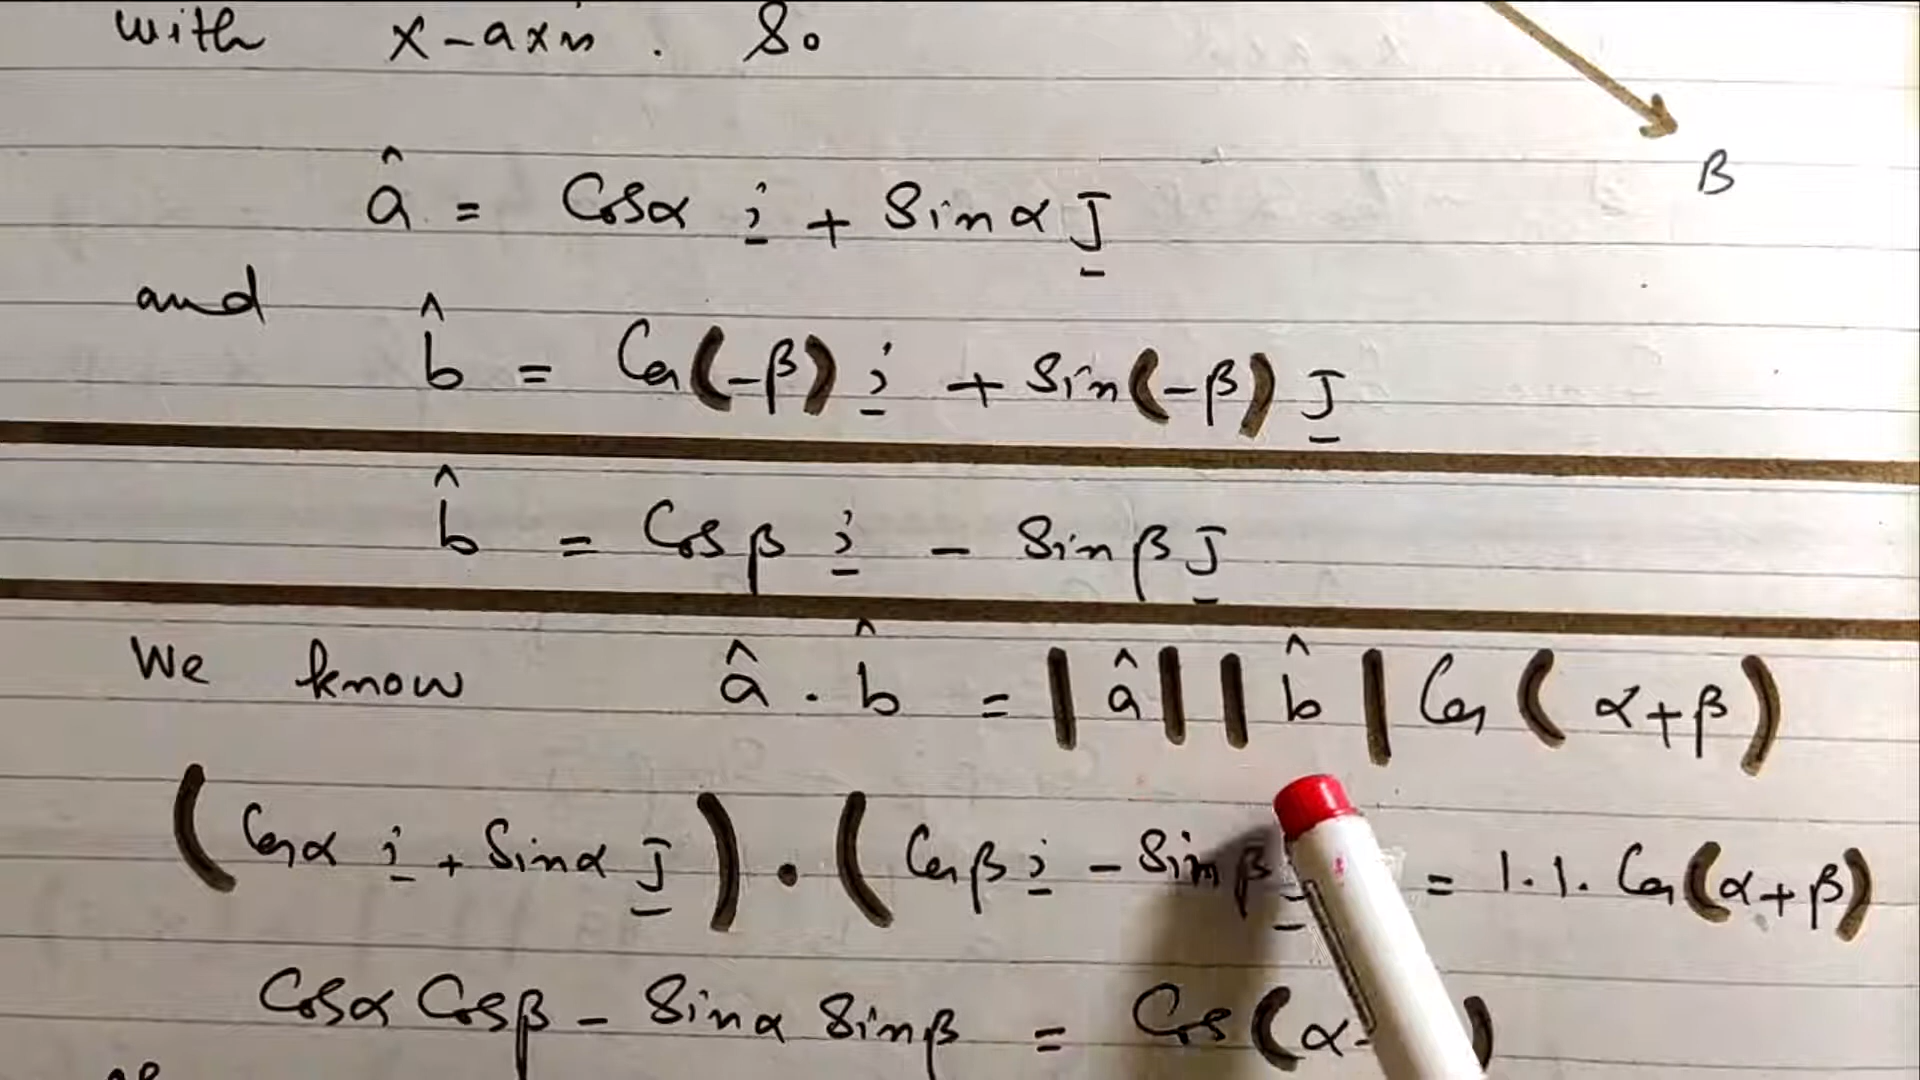 with x-axis. So
B
â = Cosα i + Sinα J
and
b̂ = Cos(-β) i + Sin(-β) J
b̂ = Cosβ i - Sinβ J
We know â . b̂ = |â||b̂| Cos(α+β)
(Cosα i + Sinα J) . (Cosβ i - Sinβ = 1.1. Cos(α+β)
Cosα Cosβ - Sinα Sinβ = Cos(α )